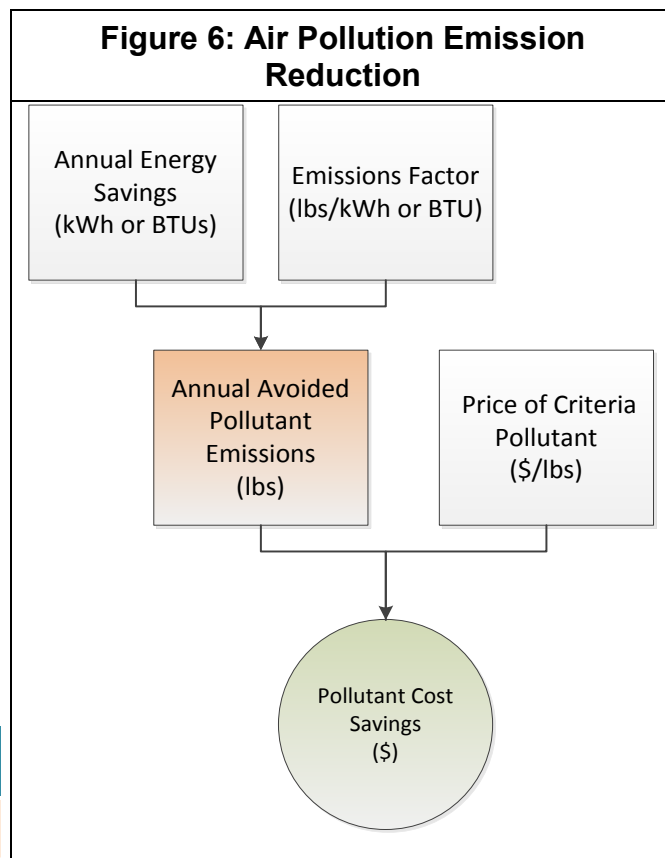 Figure 6: Air Pollution Emission
Reduction
Annual Energy
Savings
(kWh or BTUs)
Emissions Factor
(lbs/kWh or BTU)
Annual Avoided
Pollutant
Emissions
(lbs)
Price of Criteria
Pollutant
($/lbs)
Pollutant Cost
Savings
($)